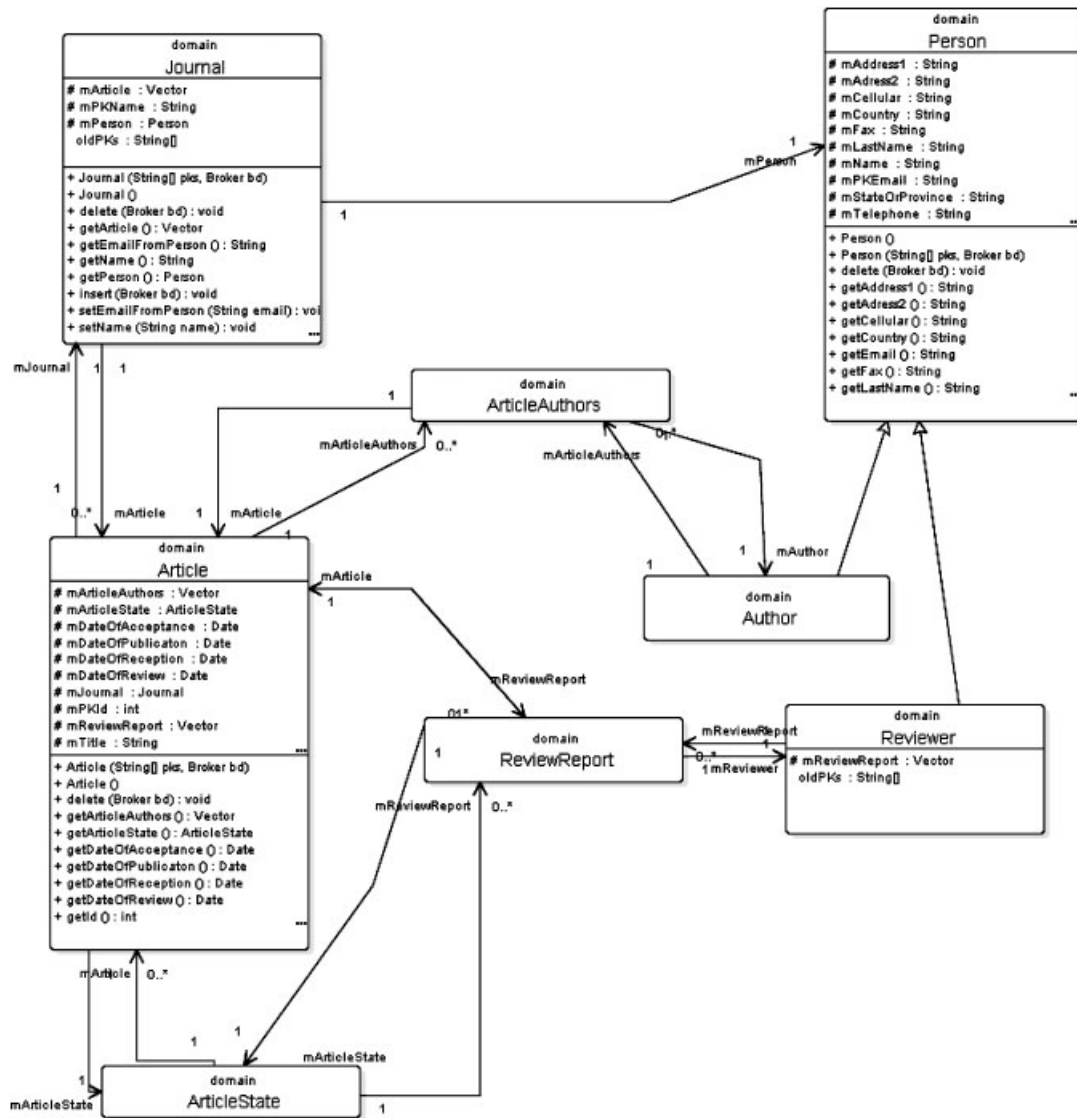 domain
Journal
# mArticle : Vector
# mPKName : String
# mPerson : Person
oldPKs : String[]
+ Journal (String[] pks, Broker bd)
+ Journal ()
+ delete (Broker bd) : void
+ getArticle () : Vector
+ getEmailFromPerson () : String
+ getName () : String
+ getPerson () : Person
+ insert (Broker bd) : void
+ setEmailFromPerson (String email) : voi
+ setName (String name) : void
...
domain
Person
# mAddress1 : String
# mAdress2 : String
# mCellular : String
# mCountry : String
# mFax : String
# mLastName : String
# mName : String
# mPKEmail : String
# mStateOrProvince : String
# mTelephone : String
...
+ Person ()
+ Person (String[] pks, Broker bd)
+ delete (Broker bd) : void
+ getAddress1 () : String
+ getAdress2 () : String
+ getCellular () : String
+ getCountry () : String
+ getEmail () : String
+ getFax () : String
+ getLastName () : String
...
1
mPerson
1
mJournal
1
1
1
0..*
mArticle
domain
ArticleAuthors
1
mArticleAuthors
0..*
1
mArticle
1
mArticleAuthors
1
mAuthor
1
domain
Author
domain
Article
# mArticleAuthors : Vector
# mArticleState : ArticleState
# mDateOfAcceptance : Date
# mDateOfPublicaton : Date
# mDateOfReception : Date
# mDateOfReview : Date
# mJournal : Journal
# mPKId : int
# mReviewReport : Vector
# mTitle : String
...
+ Article (String[] pks, Broker bd)
+ Article ()
+ delete (Broker bd) : void
+ getArticleAuthors () : Vector
+ getArticleState () : ArticleState
+ getDateOfAcceptance () : Date
+ getDateOfPublicaton () : Date
+ getDateOfReception () : Date
+ getDateOfReview () : Date
+ getId () : int
...
mArticle
1
mReviewReport
domain
ReviewReport
1
mReviewReport
0..*
1
mReviewReport
0..*
1
mReviewer
domain
Reviewer
# mReviewReport : Vector
oldPKs : String[]
mArticle
0..*
1
1
mArticleState
1
mArticleState
1
domain
ArticleState